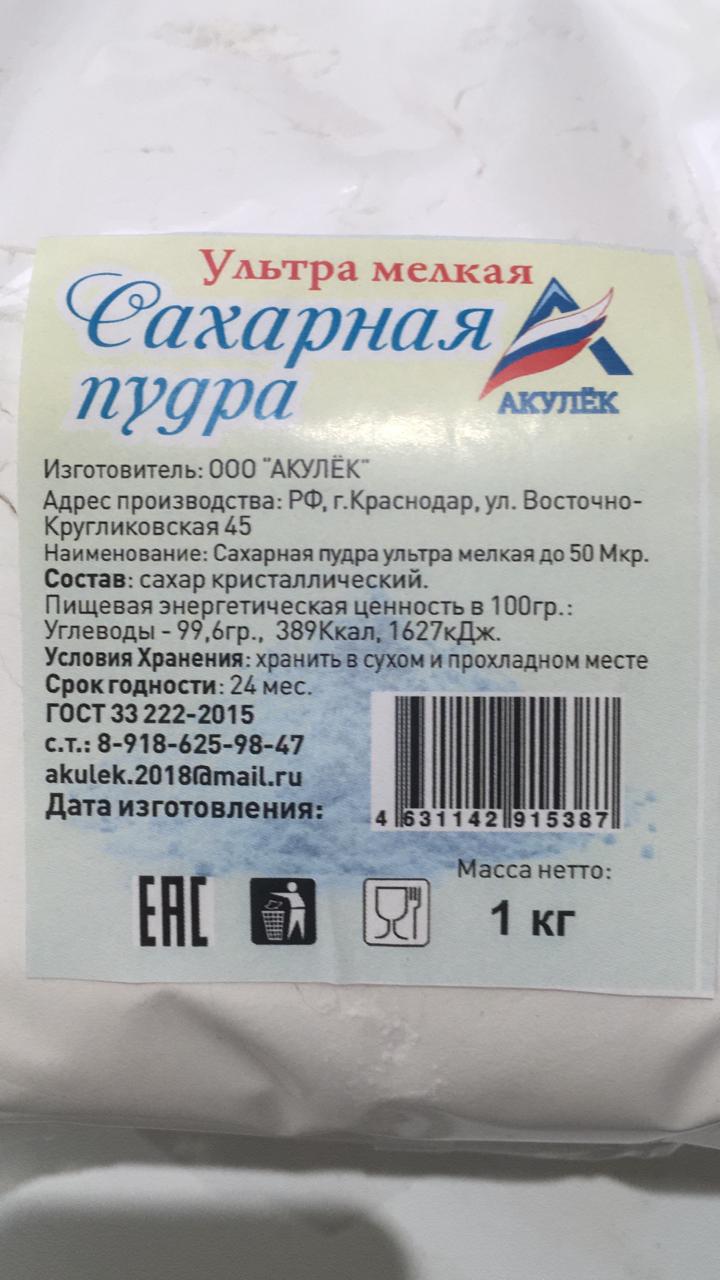 Ультра мелкая
Сахарная
пудра
АКУЛЁК
Изготовитель: ООО "АКУЛЁК"
Адрес производства: РФ, г.Краснодар, ул. Восточно-
Кругликовская 45
Наименование: Сахарная пудра ультра мелкая до 50 Мкр.
Состав: сахар кристаллический.
Пищевая энергетическая ценность в 100гр.:
Углеводы - 99,6гр., 389Ккал, 1627кДж.
Условия Хранения: хранить в сухом и прохладном месте
Срок годности: 24 мес.
ГОСТ 33 222-2015
с.т.: 8-918-625-98-47
akulek.2018@mail.ru
Дата изготовления:
4 631142 915387
Масса нетто:
1 кг
ЕАС